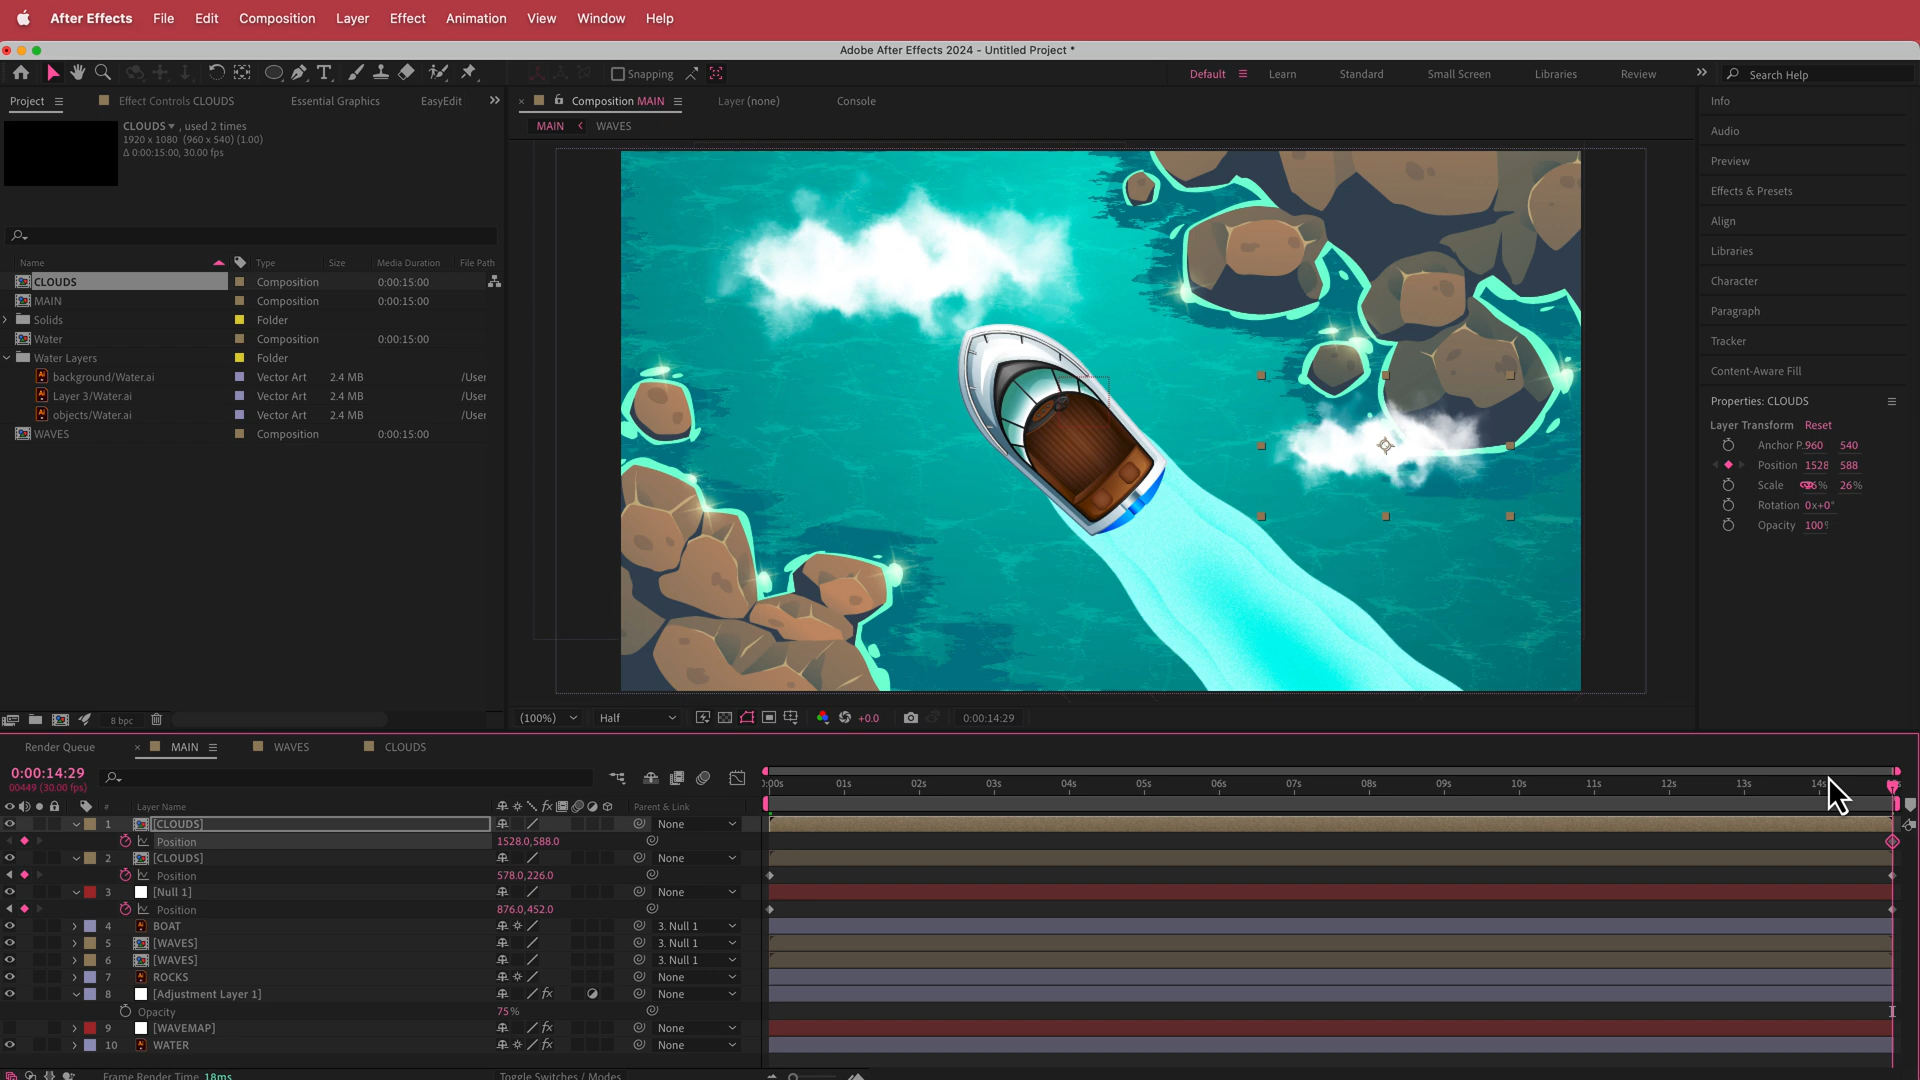 After Effects File Edit Composition Layer Effect Animation View Window Help
Adobe After Effects 2024 - Untitled Project *
Snapping
Default Learn Standard Small Screen Libraries Review Search Help
Project Effect Controls CLOUDS Essential Graphics EasyEdit
Composition MAIN Layer (none) Console
MAIN WAVES
CLOUDS , used 2 times
1920 x 1080 (960 x 540) (1.00)
Δ 0:00:15:00, 30.00 fps
Name Type Size Media Duration File Path
CLOUDS Composition 0:00:15:00
MAIN Composition 0:00:15:00
Solids Folder
Water Composition 0:00:15:00
Water Layers Folder
background/Water.ai Vector Art 2.4 MB /User
Layer 3/Water.ai Vector Art 2.4 MB /User
objects/Water.ai Vector Art 2.4 MB /User
WAVES Composition 0:00:15:00
8 bpc
(100%) Half +0.0 0:00:14:29
Info
Audio
Preview
Effects & Presets
Align
Libraries
Character
Paragraph
Tracker
Content-Aware Fill
Properties: CLOUDS
Layer Transform Reset
Anchor P. 960 540
Position 1528 588
Scale 26%
Rotation 0x+0°
Opacity 100
Render Queue MAIN WAVES CLOUDS
0:00:14:29
00449 (30.00 fps)
:00s 01s 02s 03s 04s 05s 06s 07s 08s 09s 10s 11s 12s 13s 14s
# Layer Name fx Parent & Link
1 [CLOUDS] None
Position 1528.0,588.0
2 [CLOUDS] None
Position 578.0,226.0
3 [Null 1] None
Position 876.0,452.0
4 BOAT 3. Null 1
5 [WAVES] 3. Null 1
6 [WAVES] 3. Null 1
7 ROCKS None
8 [Adjustment Layer 1] fx None
Opacity 75%
9 [WAVEMAP] fx None
10 WATER fx None
Frame Render Time 18ms Toggle Switches / Modes